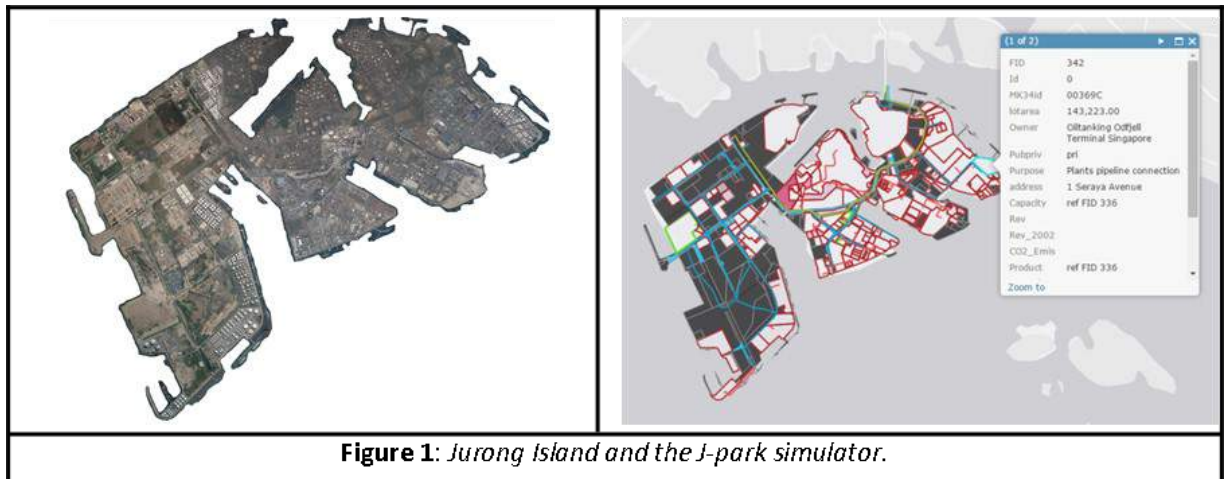 (1 of 2)
FID 342
Id 0
MK34Id 00369C
lotarea 143,223.00
Owner Oiltanking Odfjell
Terminal Singapore
Pubpriv pri
Purpose Plants pipeline connection
address 1 Seraya Avenue
Capacity ref FID 336
Rev
Rev_2002
CO2_Emis
Product ref FID 336
Zoom to
Figure 1: Jurong Island and the J-park simulator.